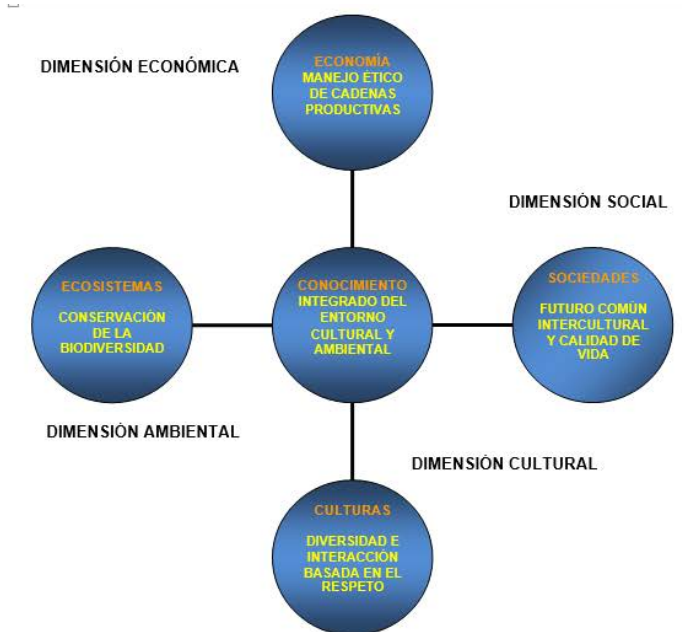 DIMENSIÓN ECONÓMICA
ECONOMÍA
MANEJO ÉTICO
DE CADENAS
PRODUCTIVAS
DIMENSIÓN SOCIAL
ECOSISTEMAS
CONSERVACIÓN
DE LA
BIODIVERSIDAD
CONOCIMIENTO
INTEGRADO DEL
ENTORNO
CULTURAL Y
AMBIENTAL
SOCIEDADES
FUTURO COMÚN
INTERCULTURAL
Y CALIDAD DE
VIDA
DIMENSIÓN AMBIENTAL
DIMENSIÓN CULTURAL
CULTURAS
DIVERSIDAD E
INTERACCIÓN
BASADA EN EL
RESPETO